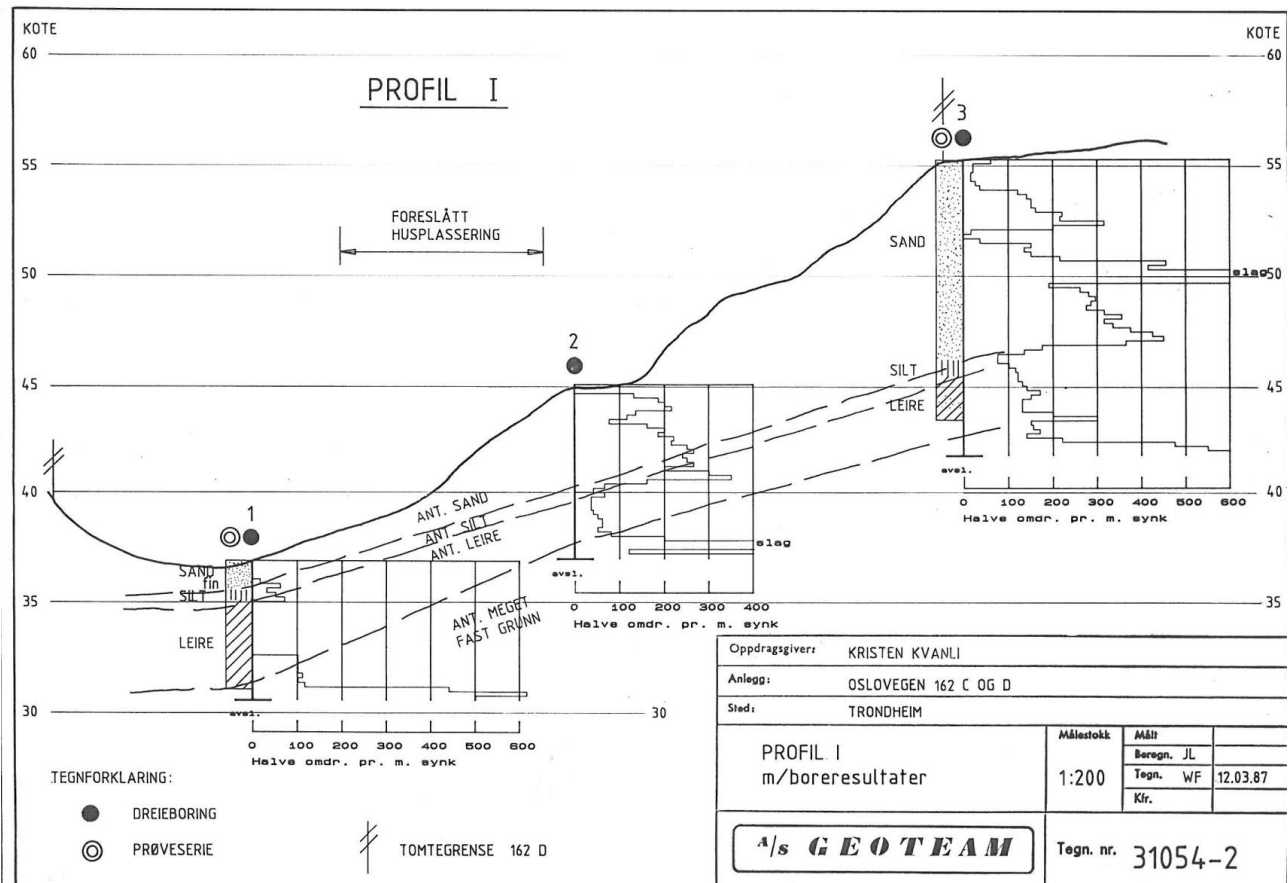 KOTE
KOTE
60
60
PROFIL I
3
55
55
FORESLÅTT
HUSPLASSERING
SAND
50
slag
50
2
45
SILT
45
LEIRE
avsl.
40
40
0 100 200 300 400 500 600
Halve omdr. pr. m. synk
1
ANT. SAND
ANT. SILT
ANT. LEIRE
slag
avsl.
SAND
fin
SILT
35
35
0 100 200 300 400
Halve omdr. pr. m. synk
ANT. MEGET
FAST GRUNN
LEIRE
30
30
avsl.
0 100 200 300 400 500 600
Halve omdr. pr. m. synk
TEGNFORKLARING:
DREIEBORING
PRØVESERIE
TOMTEGRENSE 162 D
Oppdragsgiver: KRISTEN KVANLI
Anlegg: OSLOVEGEN 162 C OG D
Sted: TRONDHEIM
PROFIL I
m/boreresultater
Målestokk
1:200
Målt
Beregn. JL
Tegn. WF 12.03.87
Kfr.
A/s GEOTEAM
Tegn. nr. 31054-2